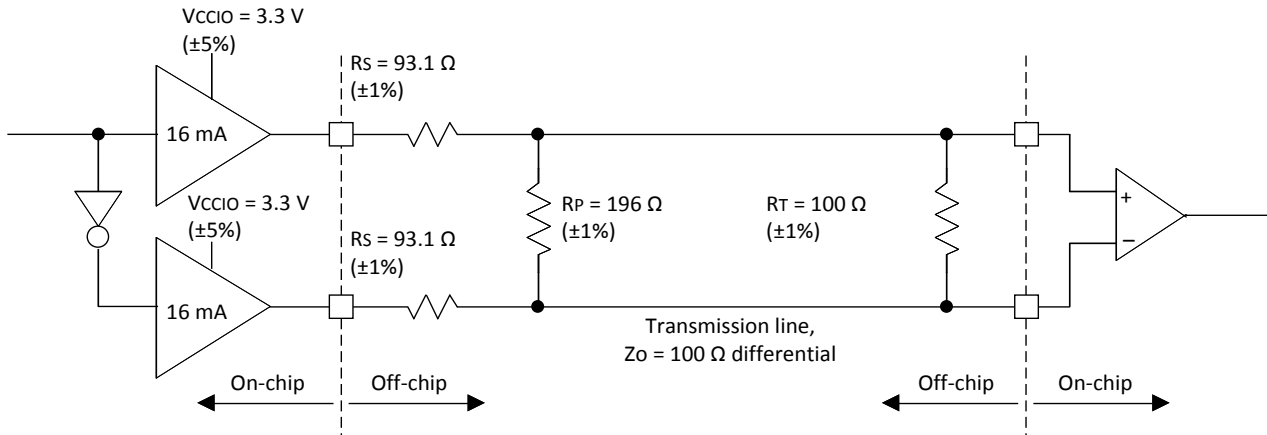 VCCIO = 3.3 V
(±5%)
RS = 93.1 Ω
(±1%)
16 mA
VCCIO = 3.3 V
(±5%)
RS = 93.1 Ω
(±1%)
16 mA
RP = 196 Ω
(±1%)
RT = 100 Ω
(±1%)
+
−
Transmission line,
Zo = 100 Ω differential
On-chip
Off-chip
Off-chip
On-chip